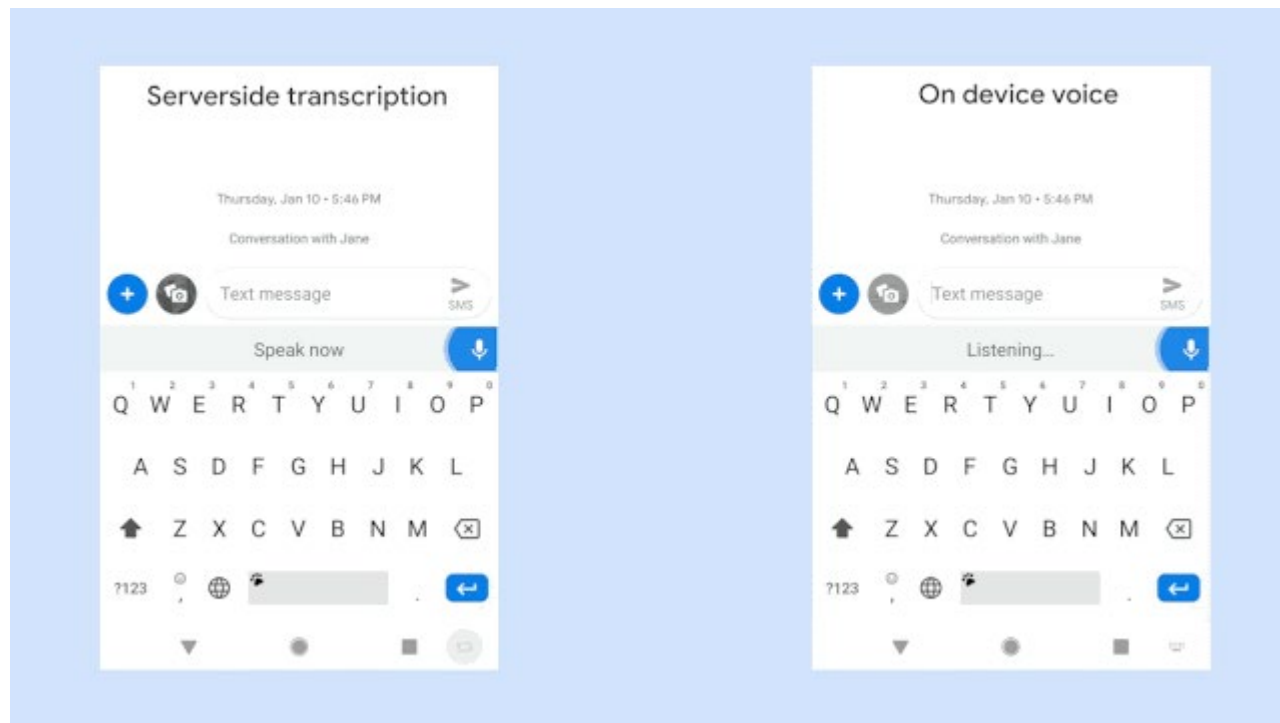 Serverside transcription
Thursday, Jan 10 • 5:46 PM
Conversation with Jane
Text message
SMS
Speak now
1 2 3 4 5 6 7 8 9 0
Q W E R T Y U I O P
A S D F G H J K L
Z X C V B N M
?123 , .
On device voice
Thursday, Jan 10 • 5:46 PM
Conversation with Jane
Text message
SMS
Listening...
1 2 3 4 5 6 7 8 9 0
Q W E R T Y U I O P
A S D F G H J K L
Z X C V B N M
?123 , .